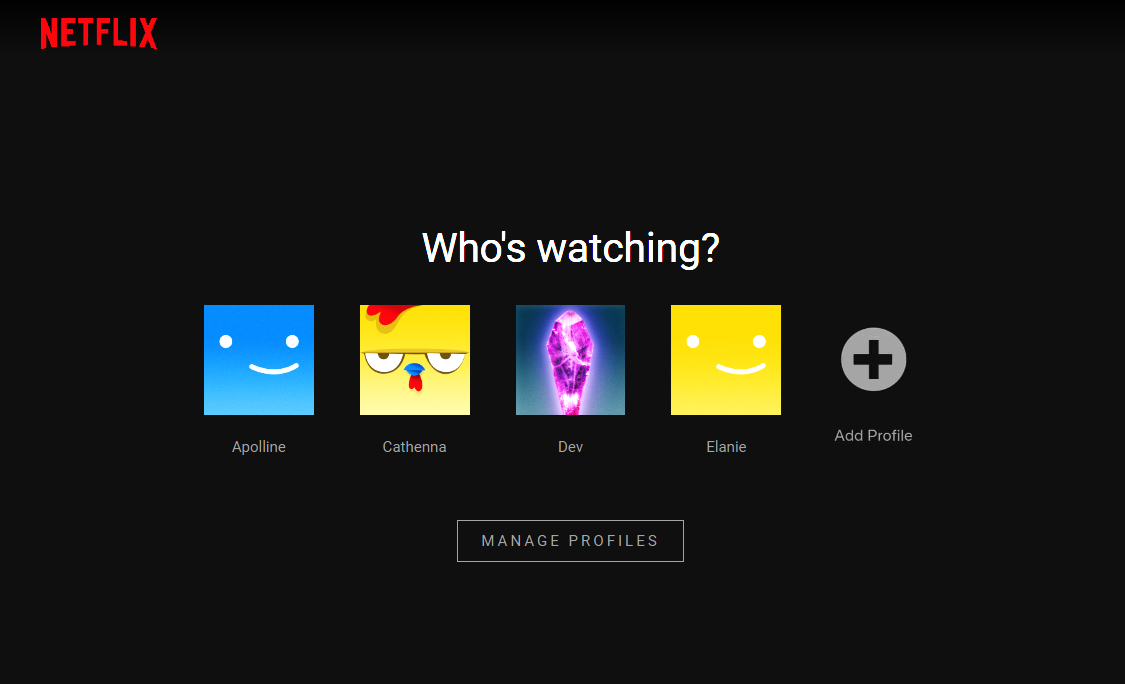 NETFLIX
Who's watching?
Apolline
Cathenna
Dev
Elanie
Add Profile
MANAGE PROFILES